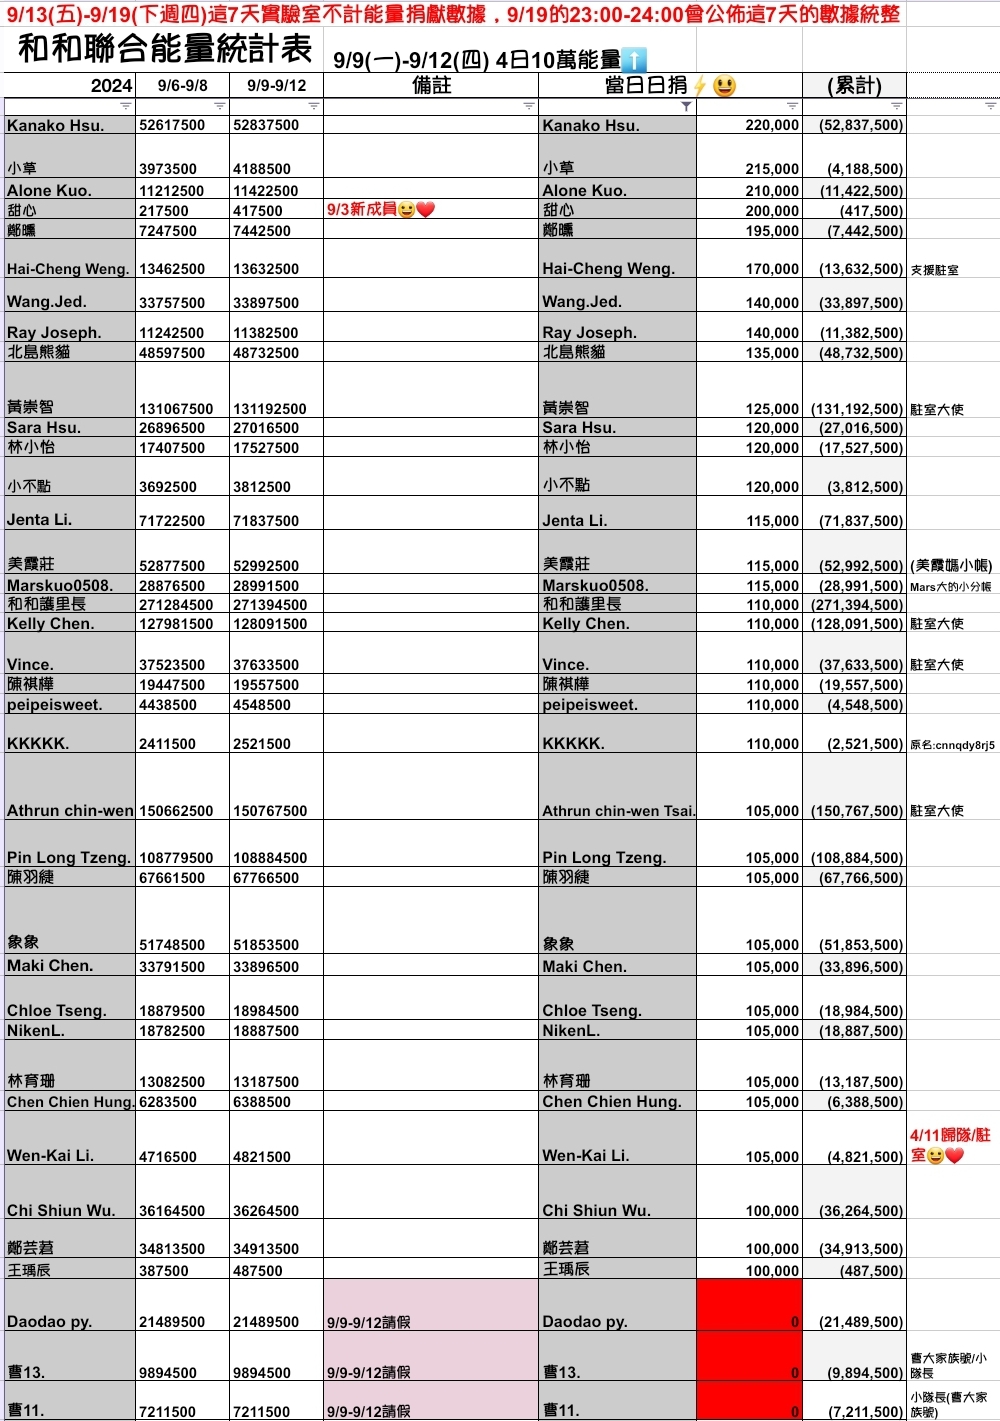 9/13(五)-9/19(下週四)這7天實驗室不計能量捐獻數據，9/19的23:00-24:00會公佈這7天的數據統整
和和聯合能量統計表 9/9(一)-9/12(四) 4日10萬能量⬆️
2024 9/6-9/8 9/9-9/12 備註 當日日捐⚡😃 (累計)
Kanako Hsu. 52617500 52837500 Kanako Hsu. 220,000 (52,837,500)
小草 3973500 4188500 小草 215,000 (4,188,500)
Alone Kuo. 11212500 11422500 Alone Kuo. 210,000 (11,422,500)
甜心 217500 417500 9/3新成員😀❤️ 甜心 200,000 (417,500)
鄭曛 7247500 7442500 鄭曛 195,000 (7,442,500)
Hai-Cheng Weng. 13462500 13632500 Hai-Cheng Weng. 170,000 (13,632,500) 支援駐室
Wang.Jed. 33757500 33897500 Wang.Jed. 140,000 (33,897,500)
Ray Joseph. 11242500 11382500 Ray Joseph. 140,000 (11,382,500)
北島熊貓 48597500 48732500 北島熊貓 135,000 (48,732,500)
黃崇智 131067500 131192500 黃崇智 125,000 (131,192,500) 駐室大使
Sara Hsu. 26896500 27016500 Sara Hsu. 120,000 (27,016,500)
林小怡 17407500 17527500 林小怡 120,000 (17,527,500)
小不點 3692500 3812500 小不點 120,000 (3,812,500)
Jenta Li. 71722500 71837500 Jenta Li. 115,000 (71,837,500)
美霞莊 52877500 52992500 美霞莊 115,000 (52,992,500) (美霞媽小帳)
Marskuo0508. 28876500 28991500 Marskuo0508. 115,000 (28,991,500) Mars大的小分帳
和和護里長 271284500 271394500 和和護里長 110,000 (271,394,500)
Kelly Chen. 127981500 128091500 Kelly Chen. 110,000 (128,091,500) 駐室大使
Vince. 37523500 37633500 Vince. 110,000 (37,633,500) 駐室大使
陳祺樺 19447500 19557500 陳祺樺 110,000 (19,557,500)
peipeisweet. 4438500 4548500 peipeisweet. 110,000 (4,548,500)
KKKKK. 2411500 2521500 KKKKK. 110,000 (2,521,500) 原名:cnnqdy8rj5
Athrun chin-wen 150662500 150767500 Athrun chin-wen Tsai. 105,000 (150,767,500) 駐室大使
Pin Long Tzeng. 108779500 108884500 Pin Long Tzeng. 105,000 (108,884,500)
陳羽緁 67661500 67766500 陳羽緁 105,000 (67,766,500)
象象 51748500 51853500 象象 105,000 (51,853,500)
Maki Chen. 33791500 33896500 Maki Chen. 105,000 (33,896,500)
Chloe Tseng. 18879500 18984500 Chloe Tseng. 105,000 (18,984,500)
NikenL. 18782500 18887500 NikenL. 105,000 (18,887,500)
林育珊 13082500 13187500 林育珊 105,000 (13,187,500)
Chen Chien Hung. 6283500 6388500 Chen Chien Hung. 105,000 (6,388,500)
Wen-Kai Li. 4716500 4821500 Wen-Kai Li. 105,000 (4,821,500) 4/11歸隊/駐
室😀❤️
Chi Shiun Wu. 36164500 36264500 Chi Shiun Wu. 100,000 (36,264,500)
鄭芸莙 34813500 34913500 鄭芸莙 100,000 (34,913,500)
王瑀辰 387500 487500 王瑀辰 100,000 (487,500)
Daodao py. 21489500 21489500 9/9-9/12請假 Daodao py. 0 (21,489,500)
曹13. 9894500 9894500 9/9-9/12請假 曹13. 0 (9,894,500) 曹大家族號/小
隊長
曹11. 7211500 7211500 9/9-9/12請假 曹11. 0 (7,211,500) 小隊長(曹大家
族號)